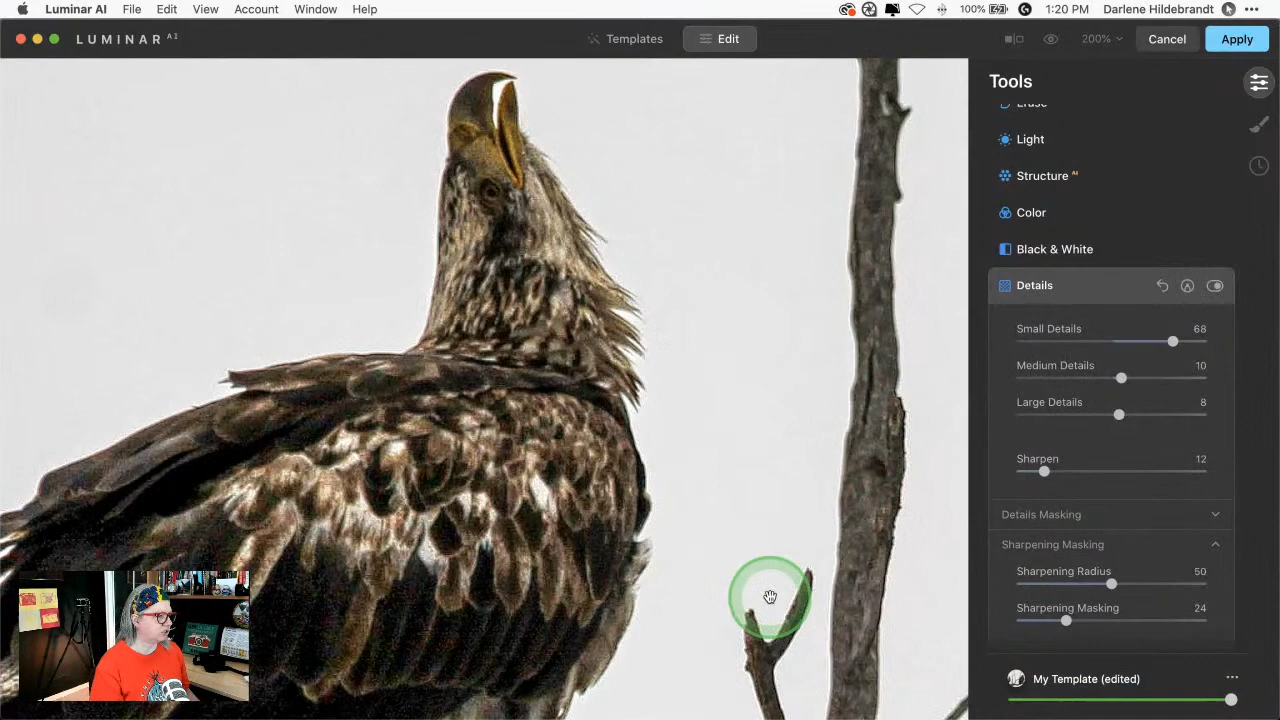 Luminar AI File Edit View Account Window Help 100% 1:20 PM Darlene Hildebrandt
LUMINAR AI Templates Edit 200% Cancel Apply
Tools
Erase
Light
Structure AI
Color
Black & White
Details
Small Details 68
Medium Details 10
Large Details 8
Sharpen 12
Details Masking
Sharpening Masking
Sharpening Radius 50
Sharpening Masking 24
My Template (edited)